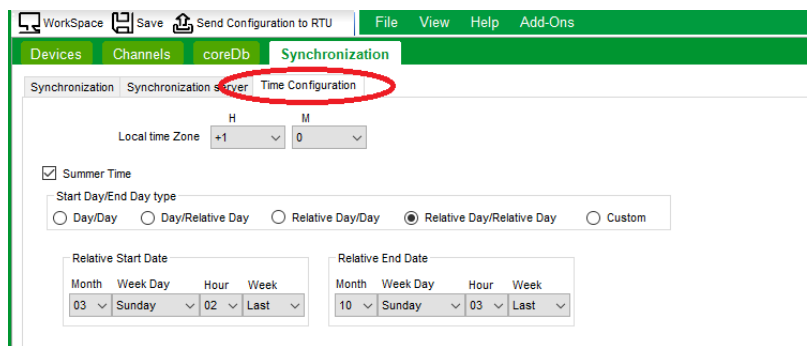 WorkSpace Save Send Configuration to RTU File View Help Add-Ons
Devices Channels coreDb Synchronization
Synchronization Synchronization server Time Configuration
H M
Local time Zone +1 0
Summer Time
Start Day/End Day type
Day/Day Day/Relative Day Relative Day/Day Relative Day/Relative Day Custom
Relative Start Date Relative End Date
Month Week Day Hour Week Month Week Day Hour Week
03 Sunday 02 Last 10 Sunday 03 Last